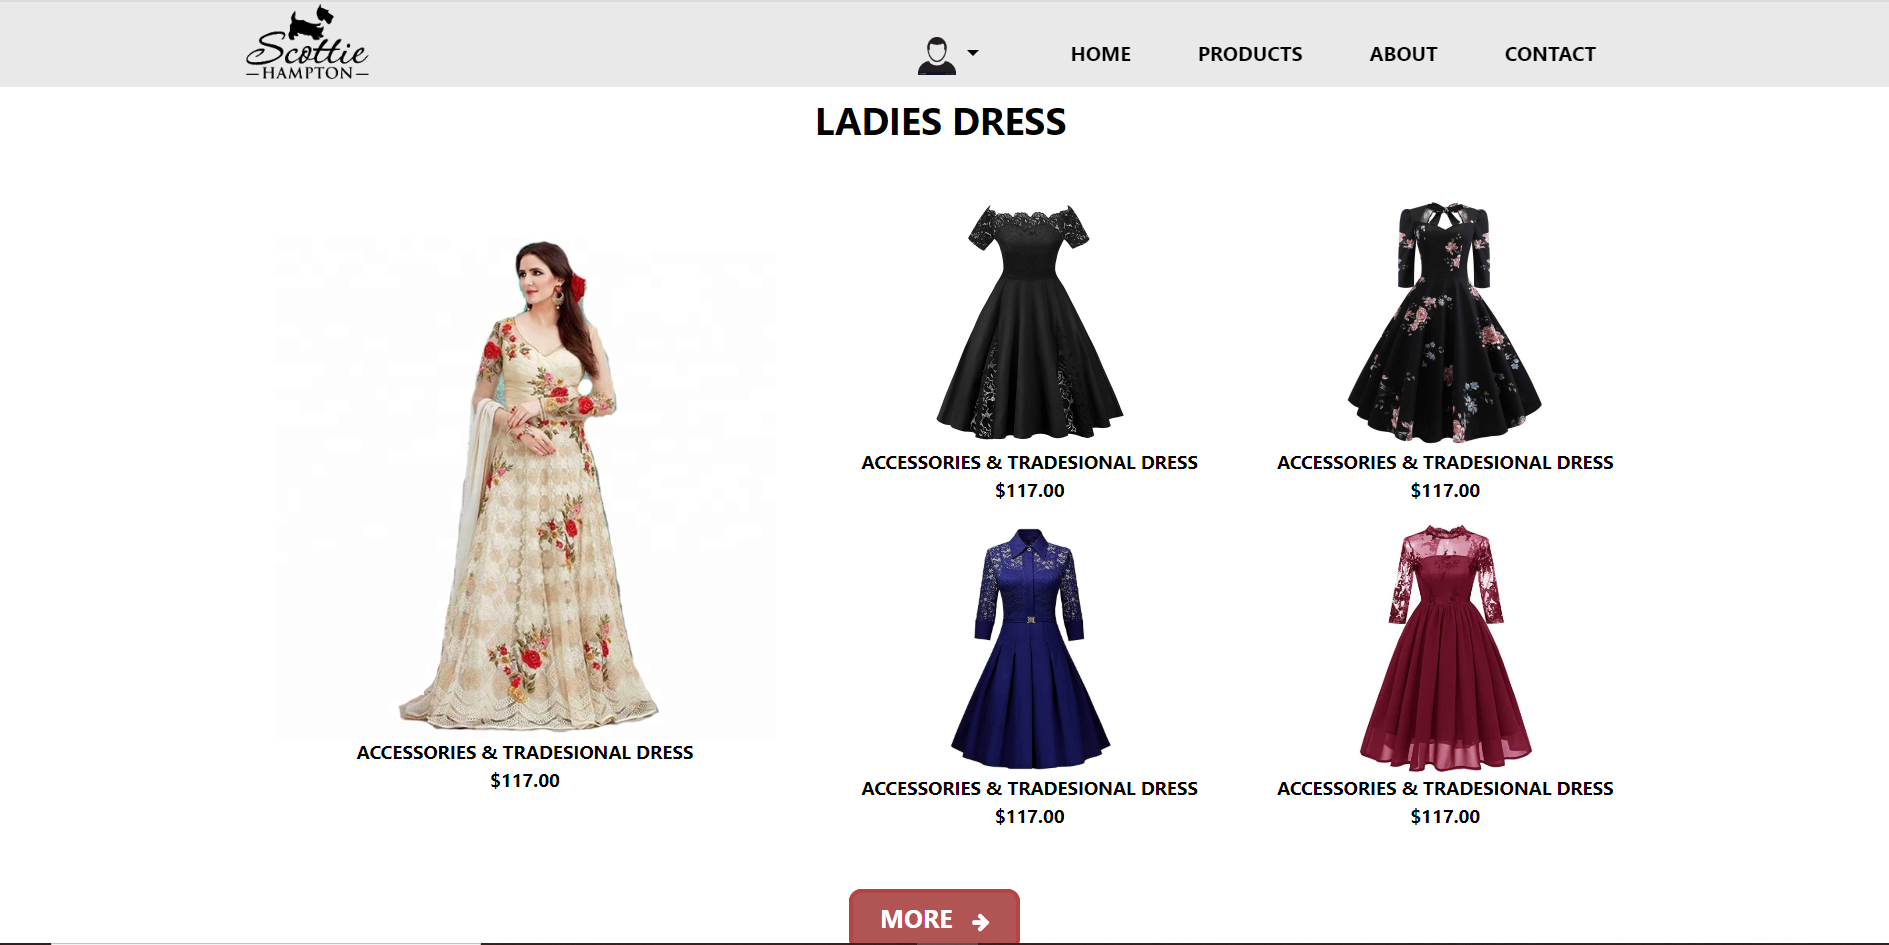 Scottie
HAMPTON
HOME
PRODUCTS
ABOUT
CONTACT
LADIES DRESS
ACCESSORIES & TRADESIONAL DRESS
$117.00
ACCESSORIES & TRADESIONAL DRESS
$117.00
ACCESSORIES & TRADESIONAL DRESS
$117.00
ACCESSORIES & TRADESIONAL DRESS
$117.00
ACCESSORIES & TRADESIONAL DRESS
$117.00
MORE